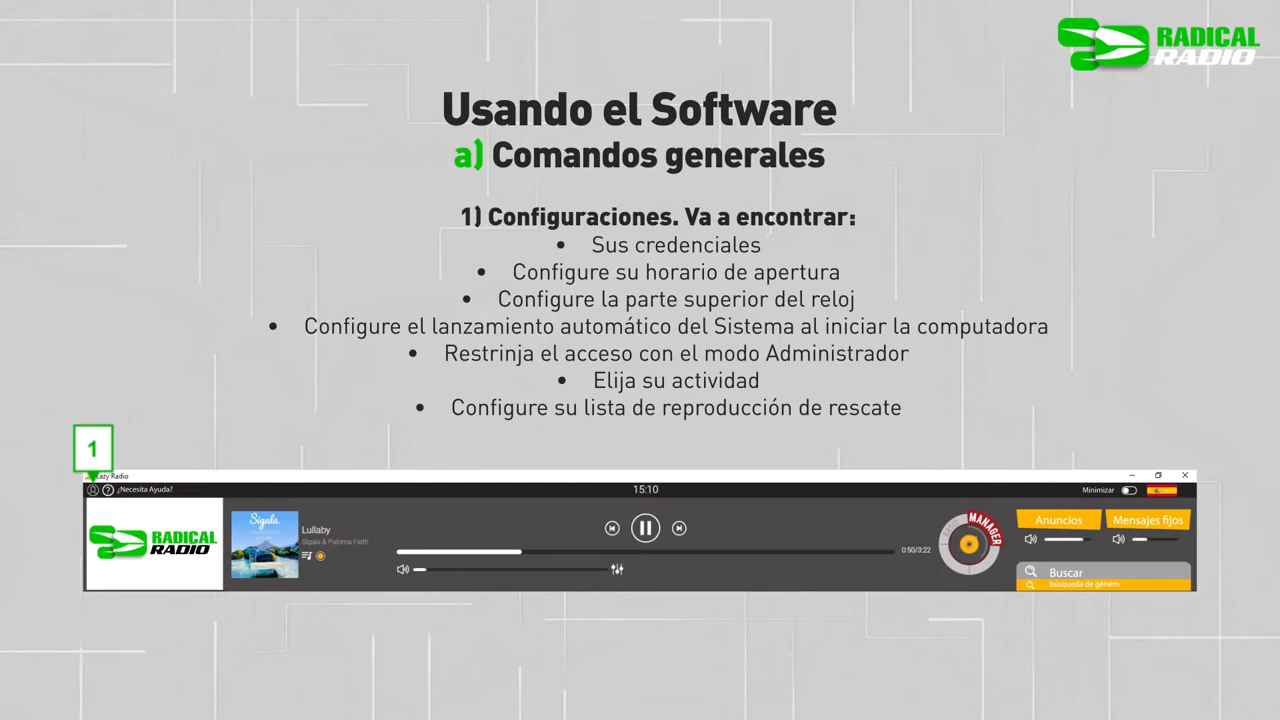 RADICAL
RADIO
Usando el Software
a) Comandos generales
1) Configuraciones. Va a encontrar:
• Sus credenciales
• Configure su horario de apertura
• Configure la parte superior del reloj
• Configure el lanzamiento automático del Sistema al iniciar la computadora
• Restrinja el acceso con el modo Administrador
• Elija su actividad
• Configure su lista de reproducción de rescate
1
Eazy Radio
¿Necesita Ayuda?
15:10
Minimizar
RADICAL
RADIO
Sigala
Lullaby
Sigala & Paloma Faith
0:50/3:22
MANAGER
Anuncios
Mensajes fijos
Buscar
búsqueda de género